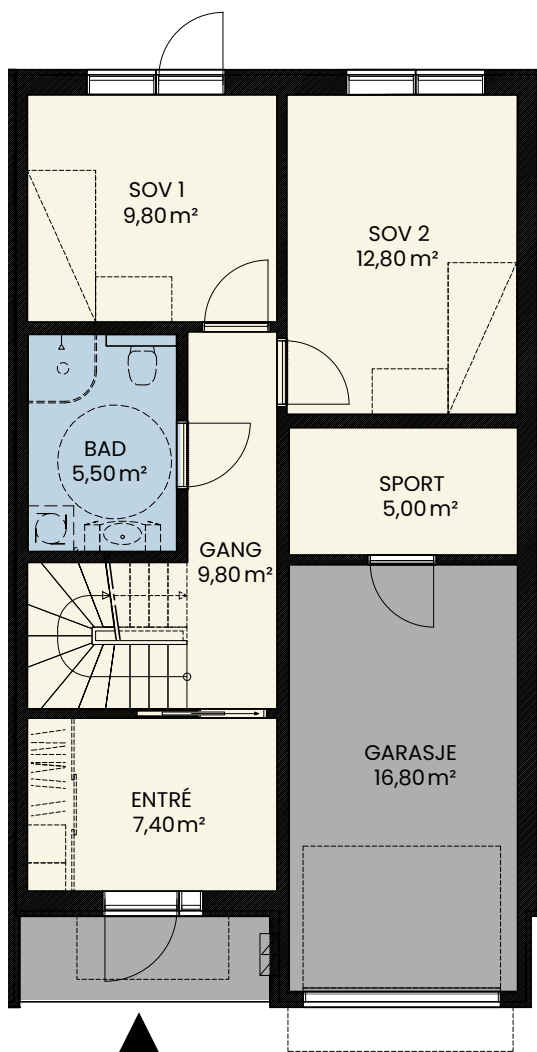 SOV 1
9,80 m²
SOV 2
12,80 m²
BAD
5,50 m²
SPORT
5,00 m²
GANG
9,80 m²
GARASJE
16,80 m²
ENTRÉ
7,40 m²